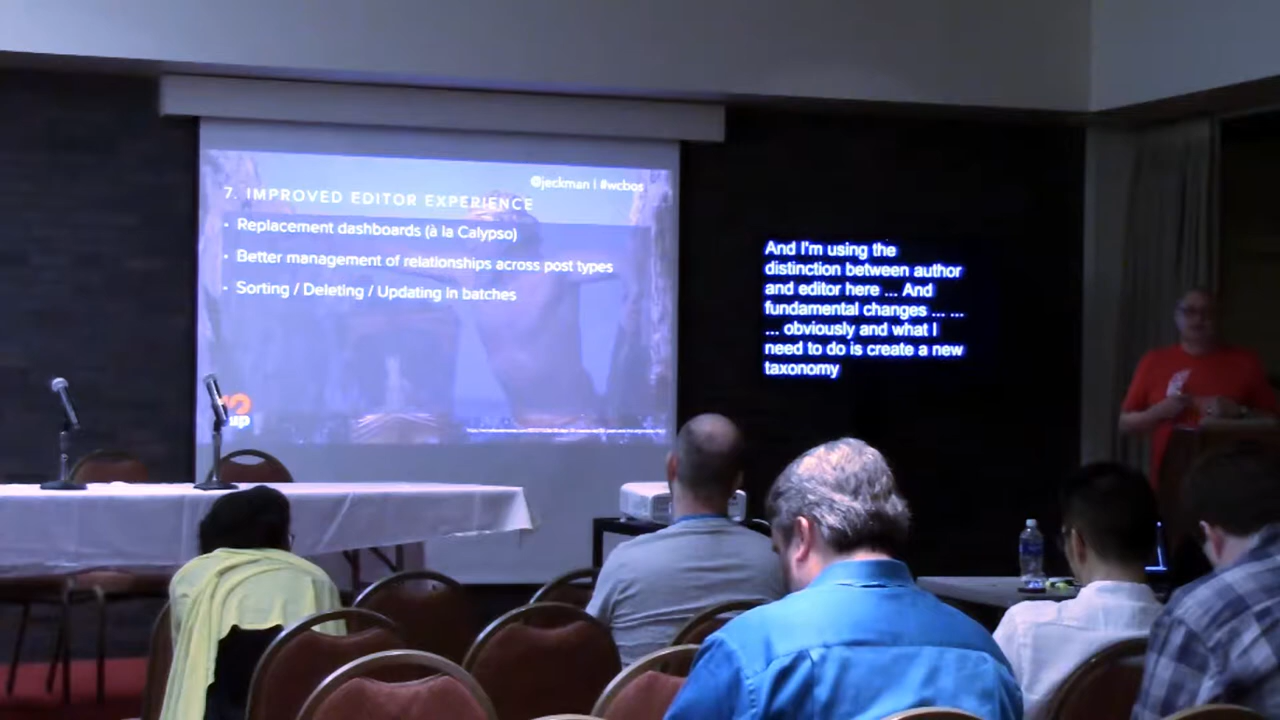 @jeckman | #wcbos
7. IMPROVED EDITOR EXPERIENCE
• Replacement dashboards (à la Calypso)
• Better management of relationships across post types
• Sorting / Deleting / Updating in batches
up
And I'm using the
distinction between author
and editor here ... And
fundamental changes ... ...
... obviously and what I
need to do is create a new
taxonomy